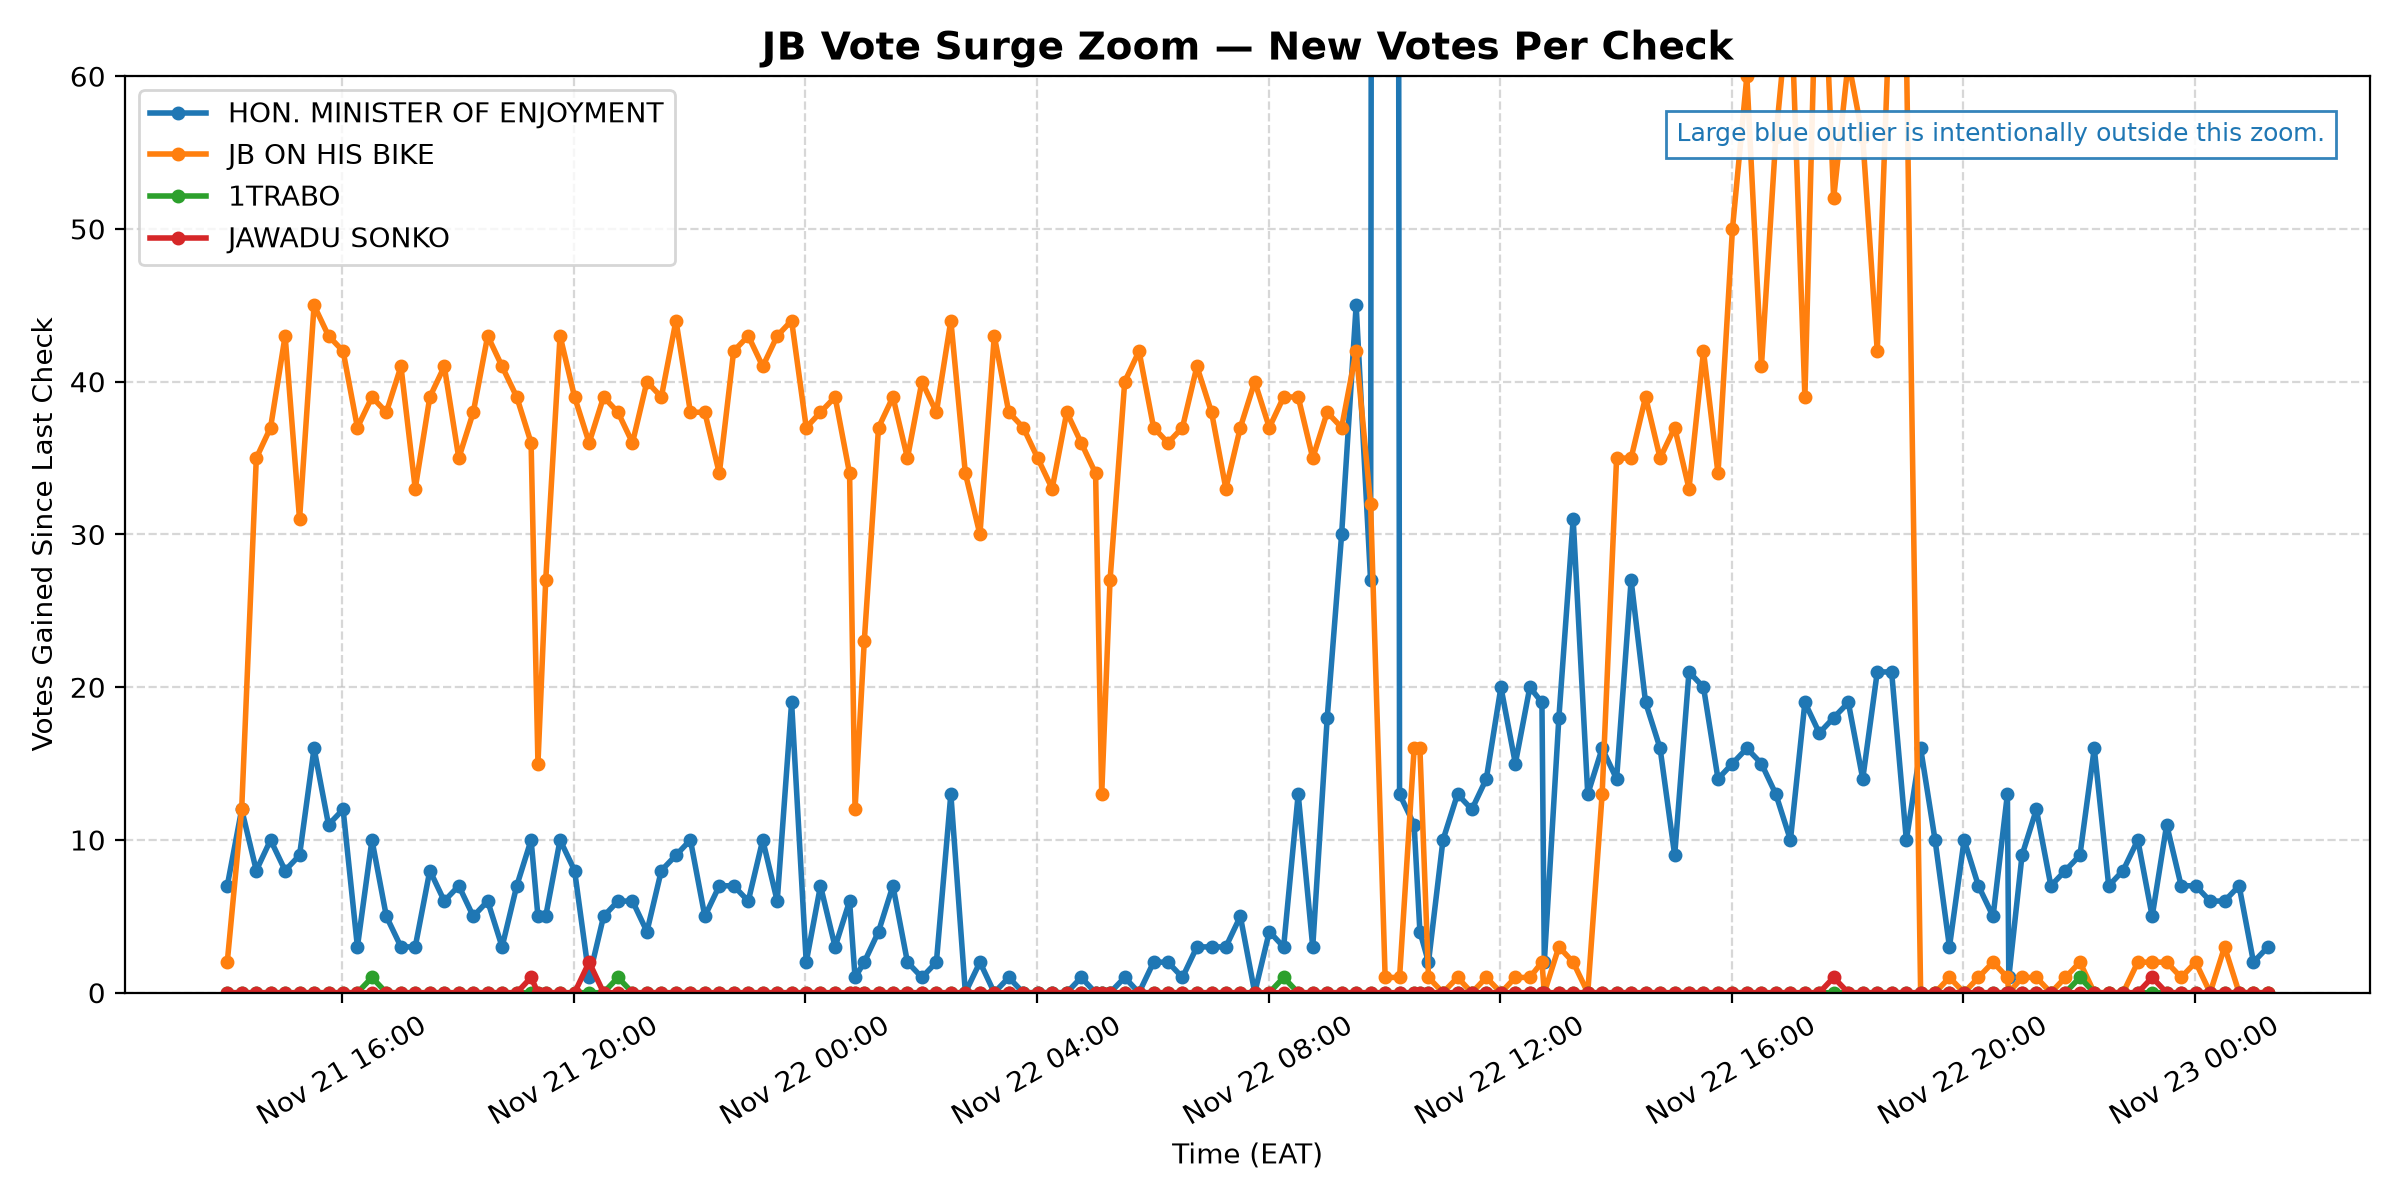 JB Vote Surge Zoom — New Votes Per Check
HON. MINISTER OF ENJOYMENT
JB ON HIS BIKE
1TRABO
JAWADU SONKO
Large blue outlier is intentionally outside this zoom.
Votes Gained Since Last Check
60
50
40
30
20
10
0
Nov 21 16:00
Nov 21 20:00
Nov 22 00:00
Nov 22 04:00
Nov 22 08:00
Nov 22 12:00
Nov 22 16:00
Nov 22 20:00
Nov 23 00:00
Time (EAT)